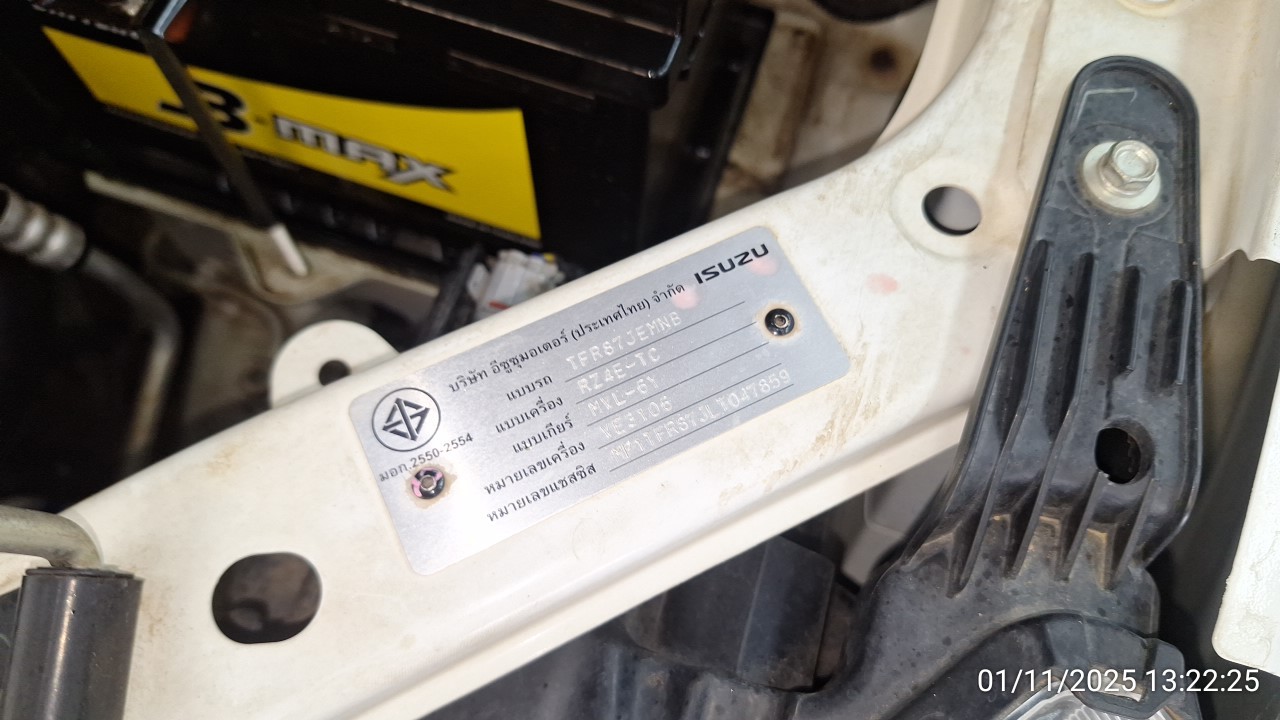 3-MAX
ISUZU
บริษัท อีซูซุมอเตอร์ (ประเทศไทย) จำกัด
แบบรถ TFR87JEMNB
แบบเครื่อง RZ4E-TC
แบบเกียร์ MVL-6Y
หมายเลขเครื่อง
หมายเลขแชสซิส
มอก.2550-2554
01/11/2025 13:22:25